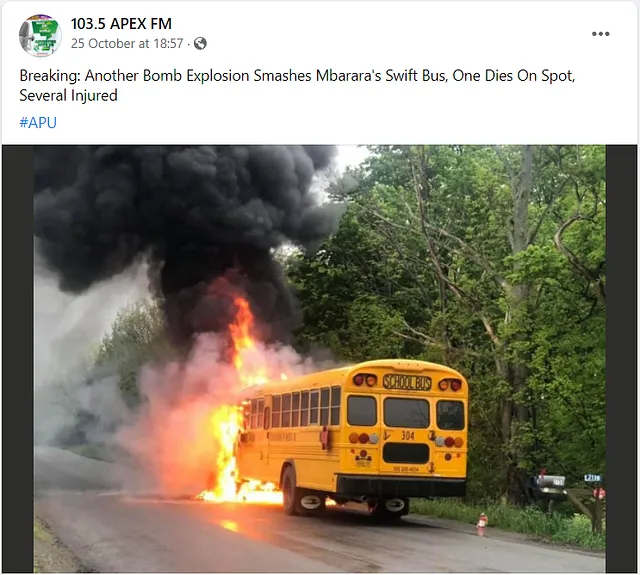 103.5 APEX FM
25 October at 18:57
Breaking: Another Bomb Explosion Smashes Mbarara's Swift Bus, One Dies On Spot,
Several Injured
#APU
SCHOOL BUS
304